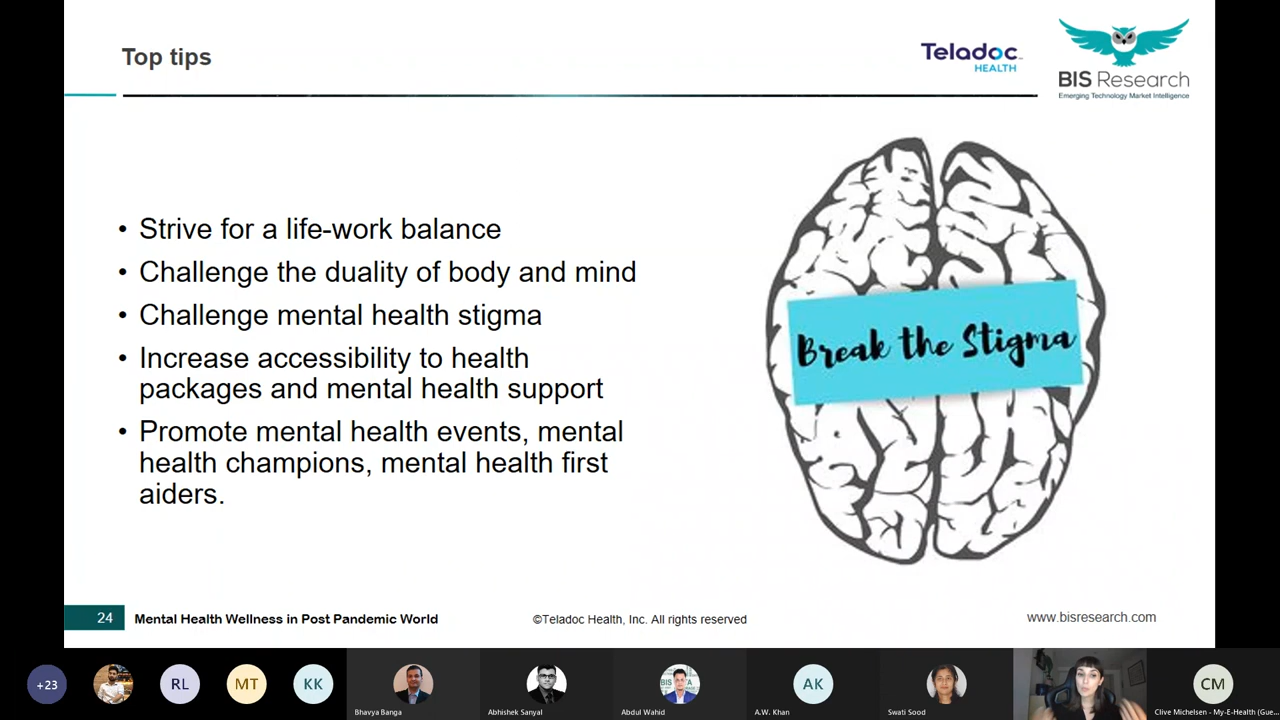 Top tips
Teladoc
HEALTH
BIS Research
Emerging Technology Market Intelligence
• Strive for a life-work balance
• Challenge the duality of body and mind
• Challenge mental health stigma
• Increase accessibility to health
packages and mental health support
• Promote mental health events, mental
health champions, mental health first
aiders.
Break the Stigma
24
Mental Health Wellness in Post Pandemic World
©Teladoc Health, Inc. All rights reserved
www.bisresearch.com
+23
RL
MT
KK
Bhavya Banga
Abhishek Sanyal
BIS
Abdul Wahid
AK
A.W. Khan
Swati Sood
CM
Clive Michelsen - My-E-Health (Gue...